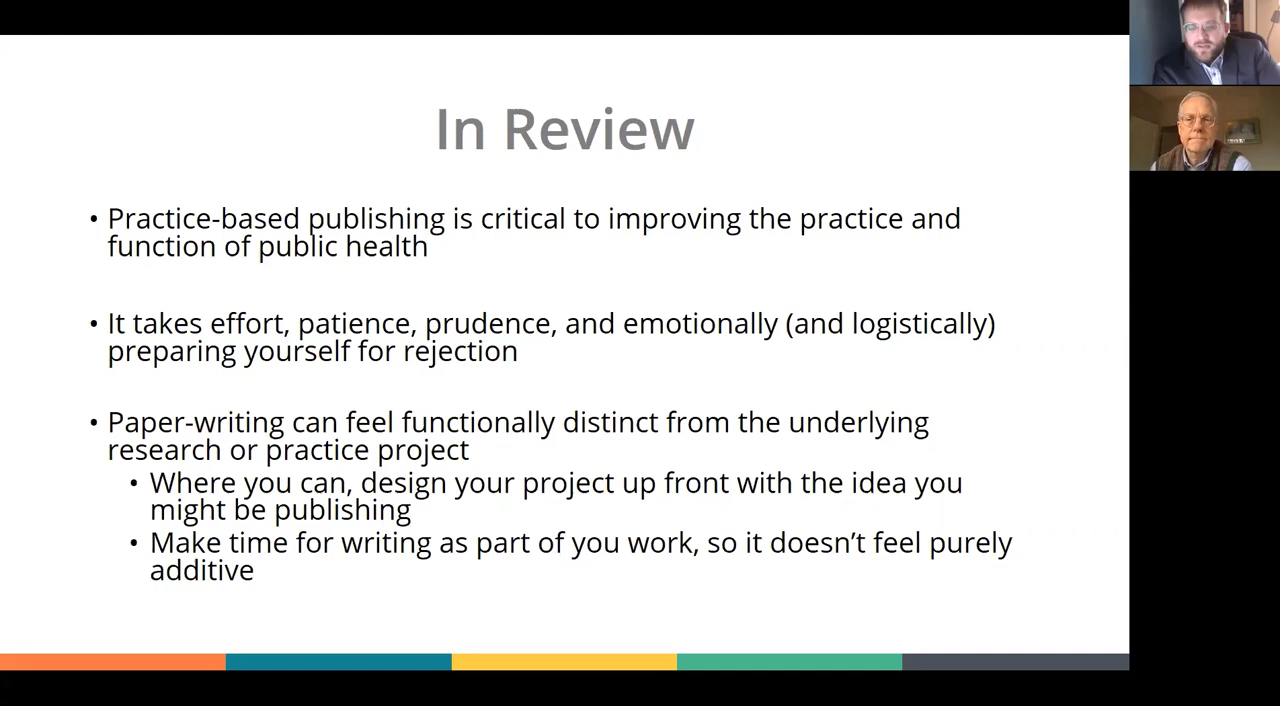 In Review
• Practice-based publishing is critical to improving the practice and
function of public health
• It takes effort, patience, prudence, and emotionally (and logistically)
preparing yourself for rejection
• Paper-writing can feel functionally distinct from the underlying
research or practice project
• Where you can, design your project up front with the idea you
might be publishing
• Make time for writing as part of you work, so it doesn’t feel purely
additive